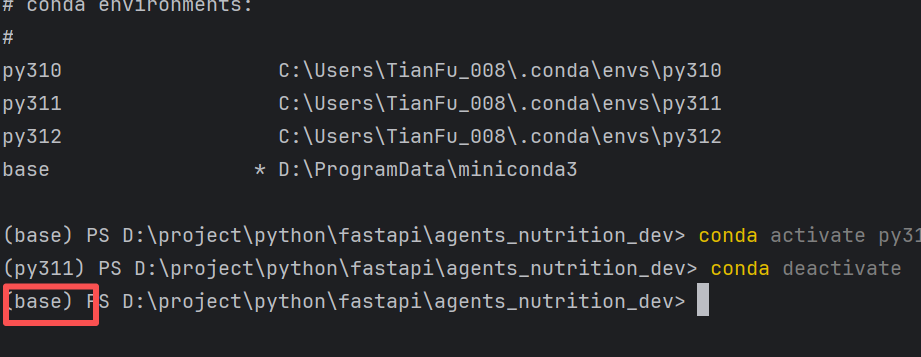 # conda environments:
#
py310 C:\Users\TianFu_008\.conda\envs\py310
py311 C:\Users\TianFu_008\.conda\envs\py311
py312 C:\Users\TianFu_008\.conda\envs\py312
base * D:\ProgramData\miniconda3
(base) PS D:\project\python\fastapi\agents_nutrition_dev> conda activate py31
(py311) PS D:\project\python\fastapi\agents_nutrition_dev> conda deactivate
(base) PS D:\project\python\fastapi\agents_nutrition_dev>